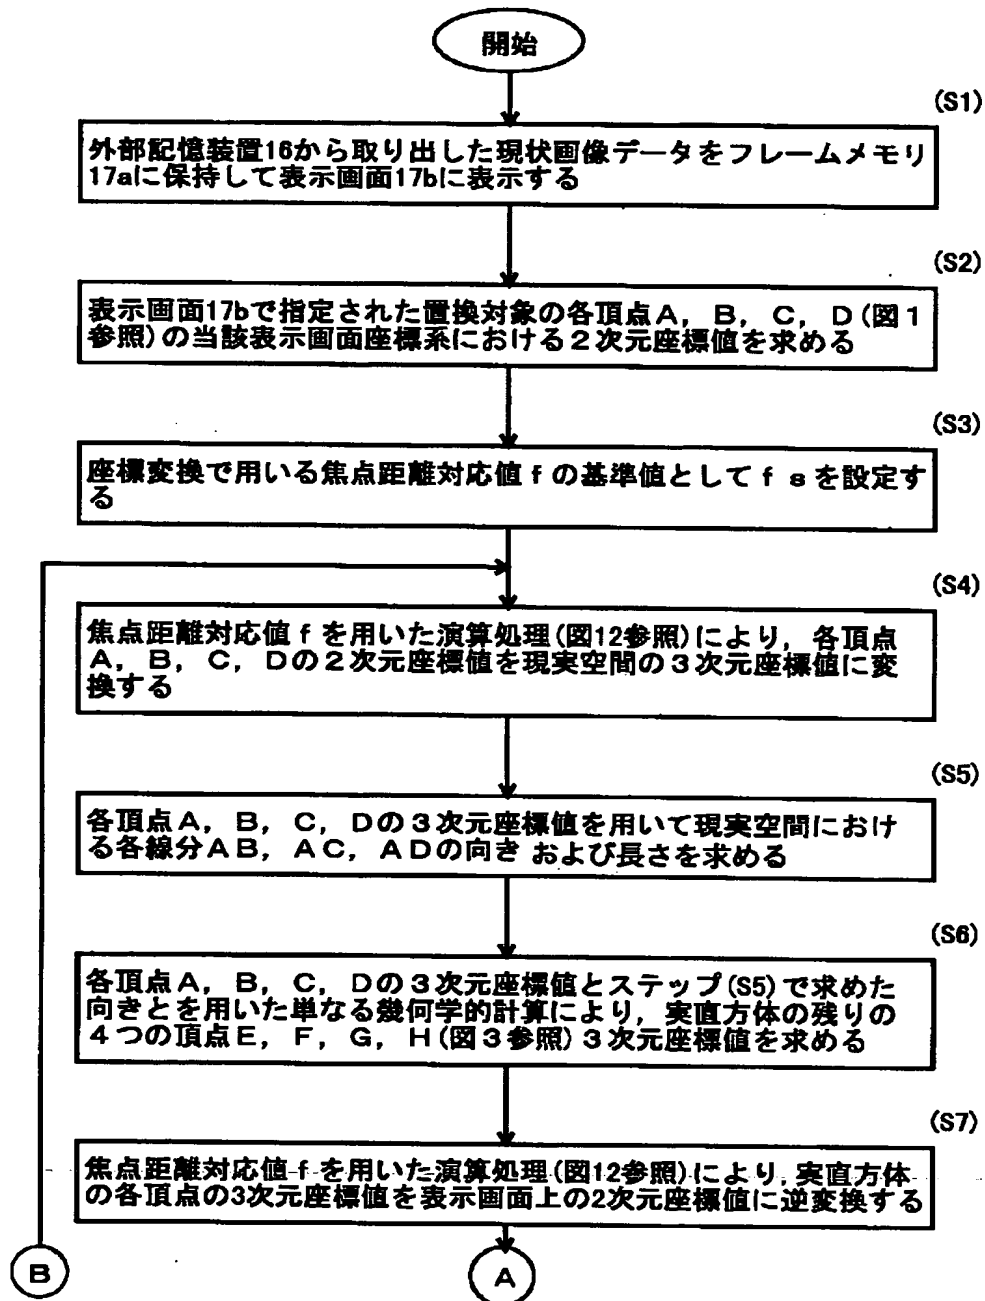 開始
(S1)
外部記憶装置16から取り出した現状画像データをフレームメモリ
17aに保持して表示画面17bに表示する
(S2)
表示画面17bで指定された置換対象の各頂点A，B，C，D(図1
参照)の当該表示画面座標系における2次元座標値を求める
(S3)
座標変換で用いる焦点距離対応値fの基準値としてfsを設定す
る
(S4)
焦点距離対応値fを用いた演算処理(図12参照)により，各頂点
A，B，C，Dの2次元座標値を現実空間の3次元座標値に変
換する
(S5)
各頂点A，B，C，Dの3次元座標値を用いて現実空間におけ
る各線分AB，AC，ADの向きおよび長さを求める
(S6)
各頂点A，B，C，Dの3次元座標値とステップ(S5)で求めた
向きとを用いた単なる幾何学的計算により，実直方体の残りの
4つの頂点E，F，G，H(図3参照)3次元座標値を求める
(S7)
焦点距離対応値fを用いた演算処理(図12参照)により，実直方体
の各頂点の3次元座標値を表示画面上の2次元座標値に逆変換する
B
A